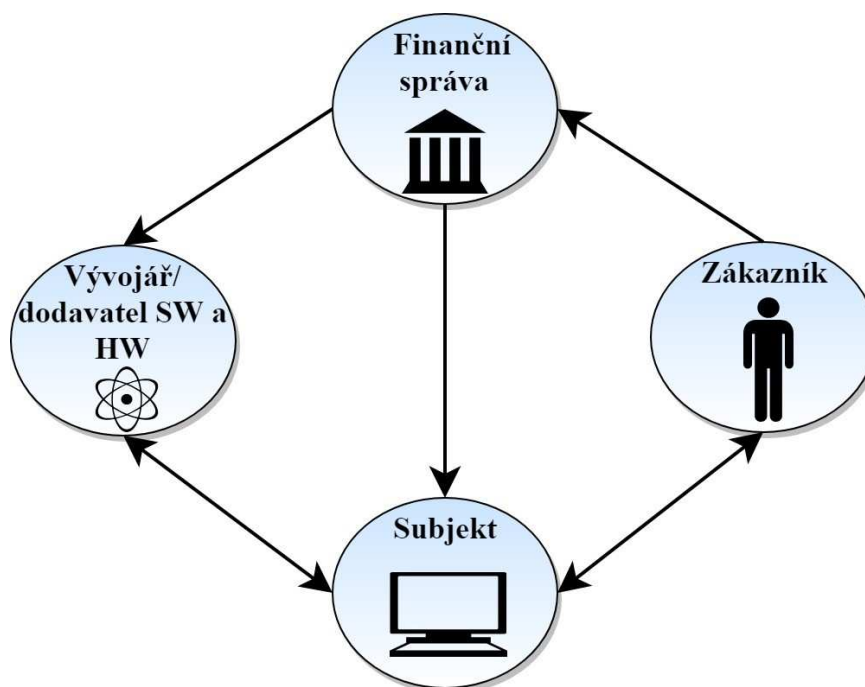 Finanční
správa
Vývojář/
dodavatel SW a
HW
Zákazník
Subjekt